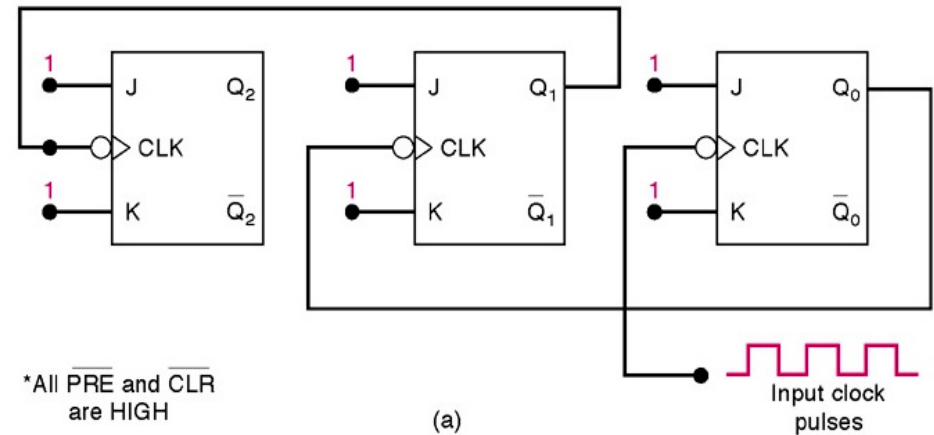 1 1 1
J Q₂ J Q₁ J Q₀
CLK CLK CLK
1 1 1
K Q̅₂ K Q̅₁ K Q̅₀
*All P̅R̅E̅ and C̅L̅R̅
are HIGH
(a)
Input clock
pulses